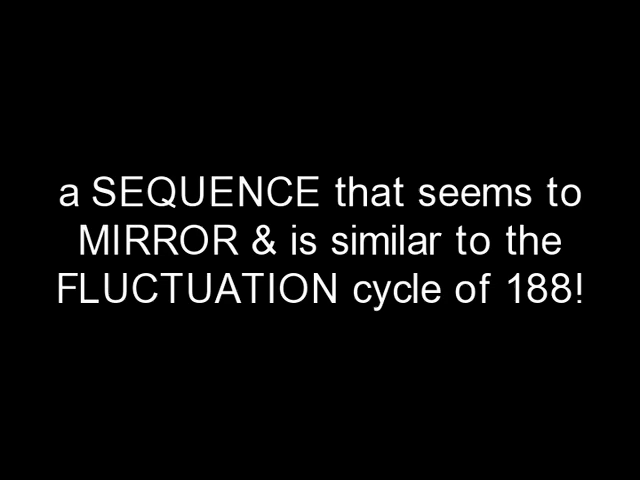 a SEQUENCE that seems to
MIRROR & is similar to the
FLUCTUATION cycle of 188!